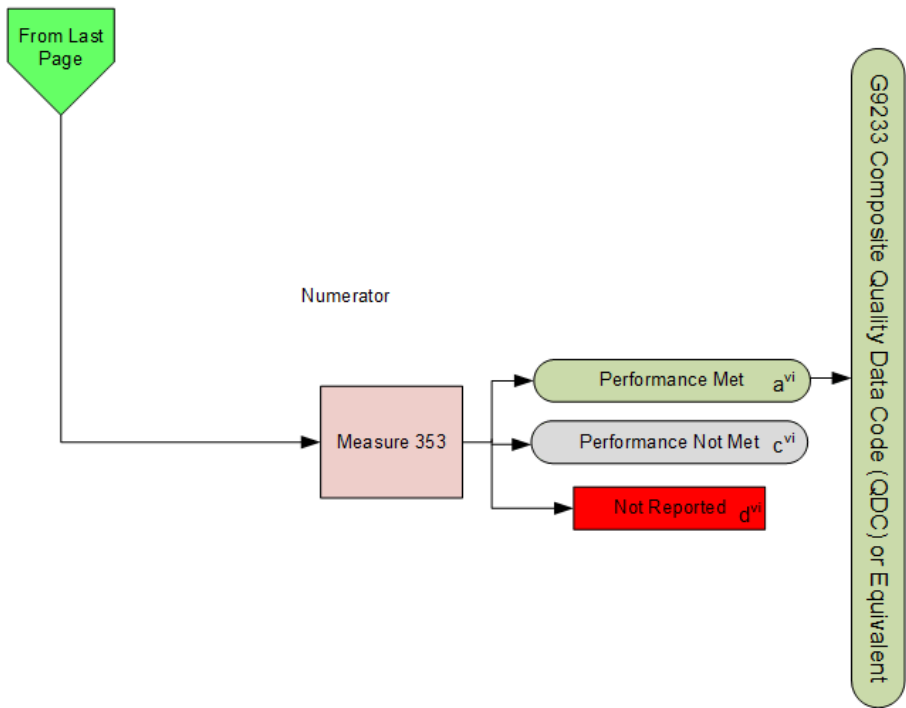 From Last
Page
Numerator
Measure 353
Performance Met a^vi
Performance Not Met c^vi
Not Reported d^vi
G9233 Composite Quality Data Code (QDC) or Equivalent